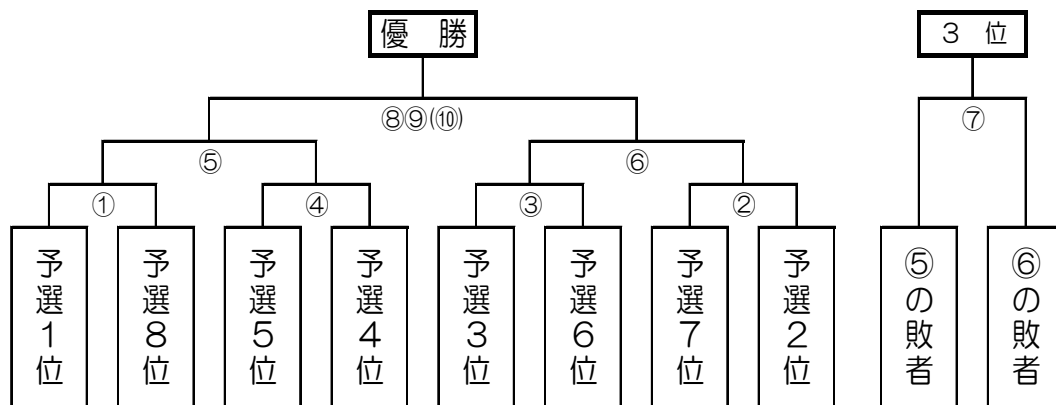 優 勝
3 位
⑧⑨(⑩)
⑦
⑤
⑥
①
④
③
②
予選1位
予選8位
予選5位
予選4位
予選3位
予選6位
予選7位
予選2位
⑤の敗者
⑥の敗者